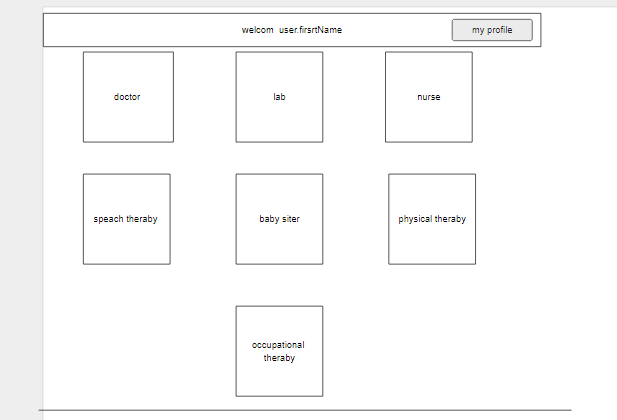 welcom user.firsrtName
my profile
doctor
lab
nurse
speach theraby
baby siter
physical theraby
occupational
theraby